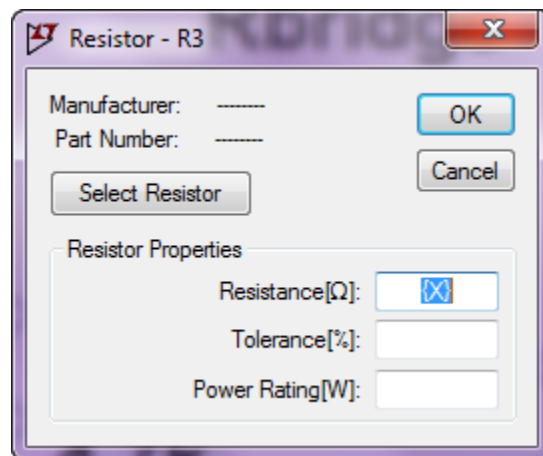 Resistor - R3
Manufacturer: --------
OK
Part Number: --------
Cancel
Select Resistor
Resistor Properties
Resistance[Ω]: {X}
Tolerance[%]:
Power Rating[W]: